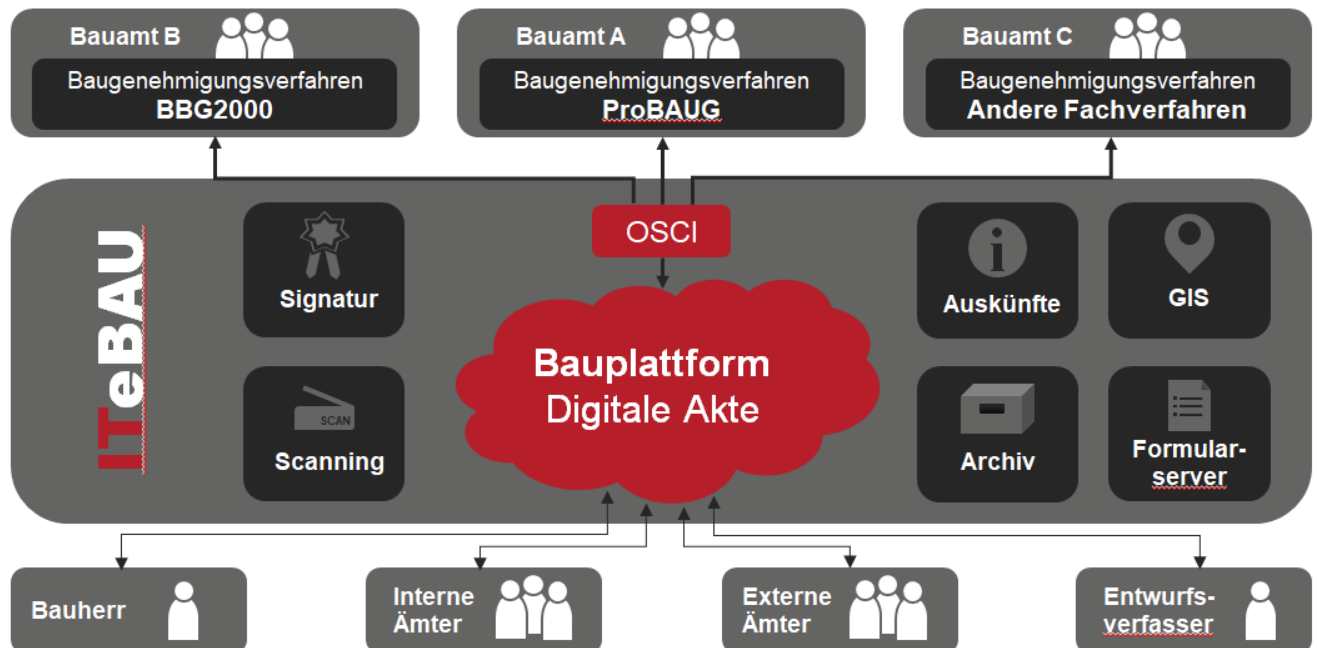 Bauamt B
Baugenehmigungsverfahren
BBG2000
Bauamt A
Baugenehmigungsverfahren
ProBAUG
Bauamt C
Baugenehmigungsverfahren
Andere Fachverfahren
ITeBAU
Signatur
SCAN
Scanning
OSCI
Bauplattform
Digitale Akte
Auskünfte
GIS
Archiv
Formular-
server
Bauherr
Interne
Ämter
Externe
Ämter
Entwurfs-
verfasser